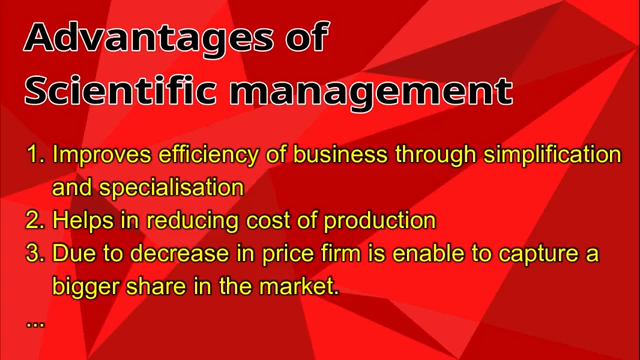 Advantages of
Scientific management
1. Improves efficiency of business through simplification
and specialisation
2. Helps in reducing cost of production
3. Due to decrease in price firm is enable to capture a
bigger share in the market.
...